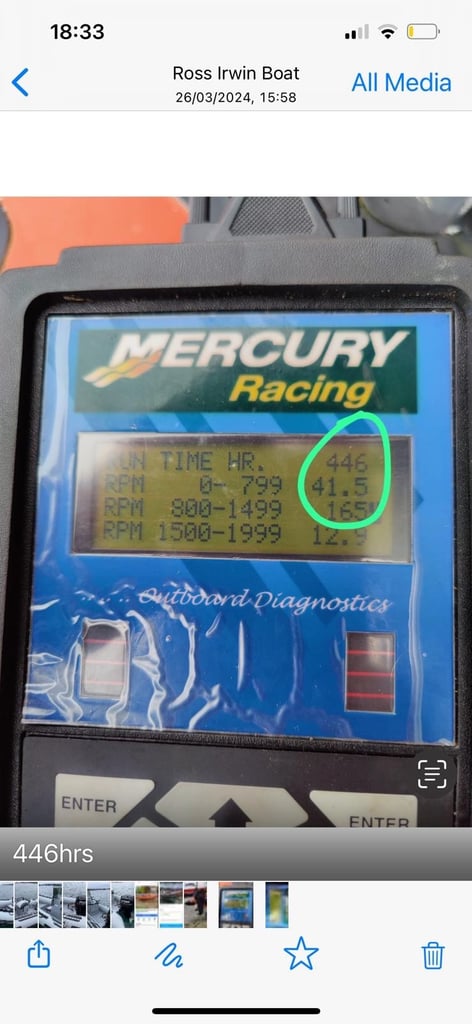 18:33
Ross Irwin Boat
26/03/2024, 15:58
All Media
MERCURY
Racing
RUN TIME HR. 446
RPM 0- 799 41.5
RPM 800-1499 165
RPM 1500-1999 12.9
Outboard Diagnostics
ENTER
ENTER
446hrs